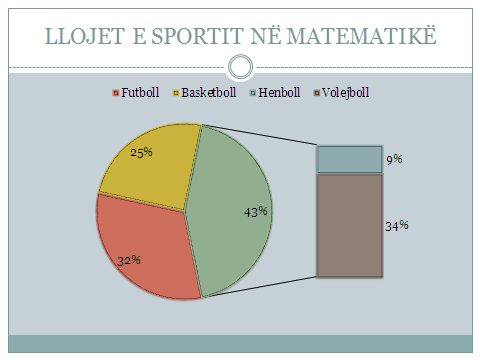 LLOJET E SPORTIT NË MATEMATIKË
Futboll Basketboll Henboll Volejboll
25%
9%
43%
34%
32%